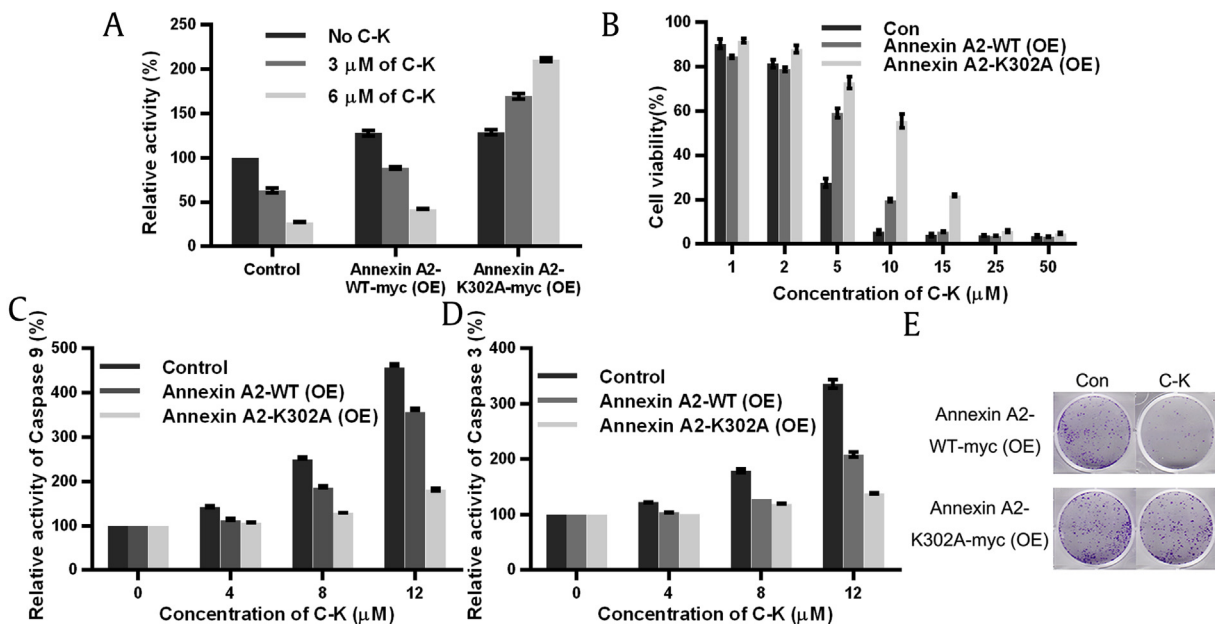 A
Relative activity (%)
250
200
150
100
50
0
No C-K
3 μM of C-K
6 μM of C-K
Control
Annexin A2-
WT-myc (OE)
Annexin A2-
K302A-myc (OE)
B
Cell viability(%)
100
80
60
40
20
0
Con
Annexin A2-WT (OE)
Annexin A2-K302A (OE)
1 2 5 10 15 25 50
Concentration of C-K (μM)
C
Relative activity of Caspase 9 (%)
500
400
300
200
100
0
Control
Annexin A2-WT (OE)
Annexin A2-K302A (OE)
0 4 8 12
Concentration of C-K (μM)
D
Relative activity of Caspase 3 (%)
400
300
200
100
0
Control
Annexin A2-WT (OE)
Annexin A2-K302A (OE)
0 4 8 12
Concentration of C-K (μM)
E
Con C-K
Annexin A2-
WT-myc (OE)
Annexin A2-
K302A-myc (OE)